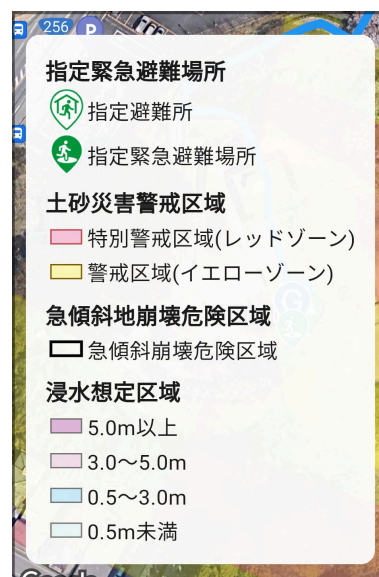 256
P
指定緊急避難場所
指定避難所
指定緊急避難場所
土砂災害警戒区域
特別警戒区域(レッドゾーン)
警戒区域(イエローゾーン)
急傾斜地崩壊危険区域
急傾斜崩壊危険区域
浸水想定区域
5.0m以上
3.0〜5.0m
0.5〜3.0m
0.5m未満